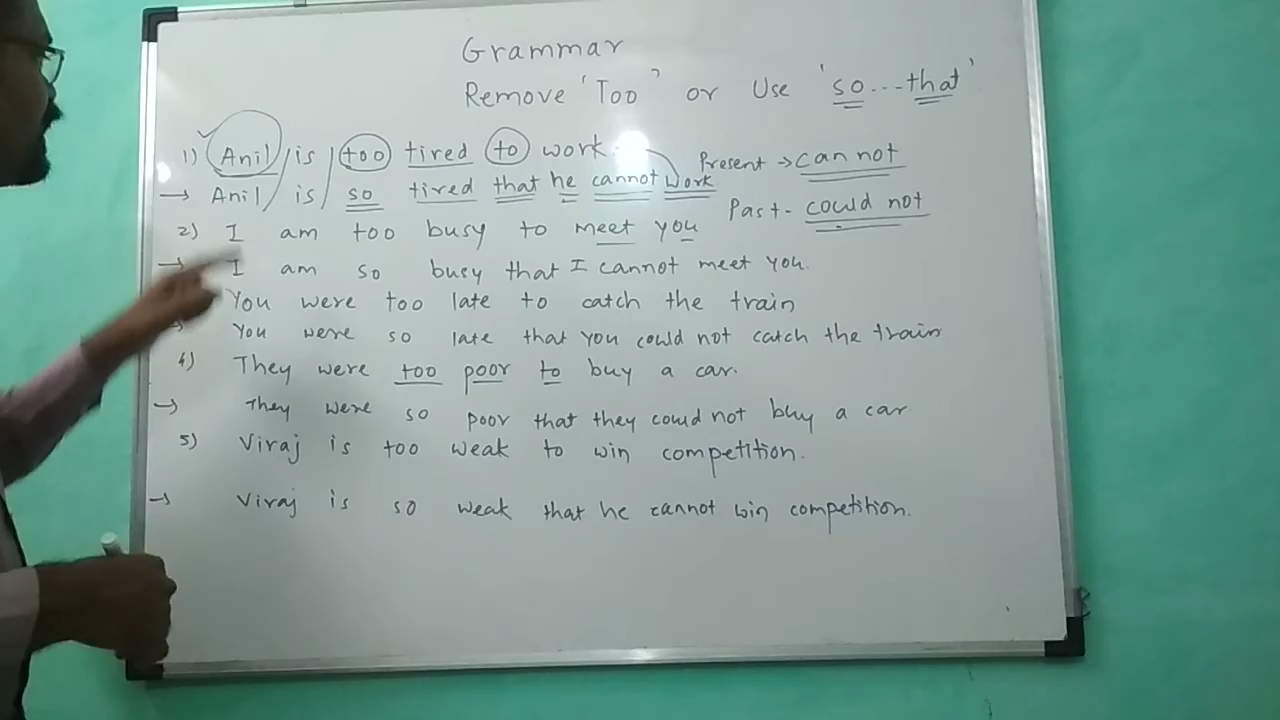 Grammar
Remove 'Too" or Use 'so...that'
1) Anil / is / too tired to work.
Present → cannot
→ Anil / is / so tired that he cannot work
Past - could not
2) I am too busy to meet you
→ I am so busy that I cannot meet you.
You were too late to catch the train
→ You were so late that you could not catch the train
4) They were too poor to buy a car.
→ They were so poor that they could not buy a car
5) Viraj is too weak to win competition.
→ Viraj is so weak that he cannot win competition.